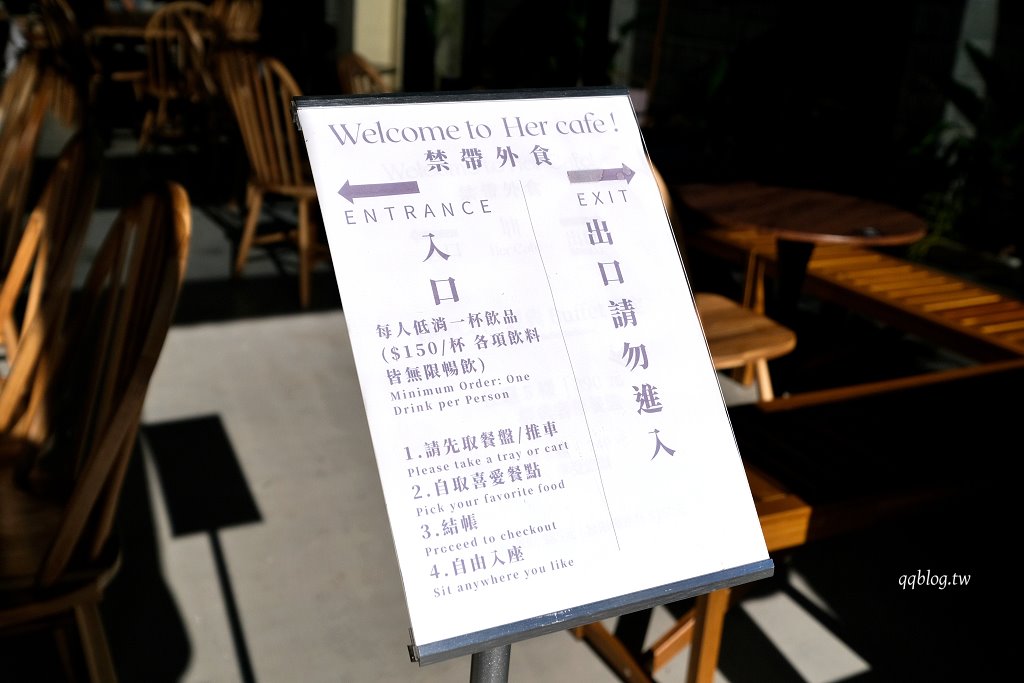 Welcome to Her cafe!
禁帶外食
ENTRANCE
入口
每人低消一杯飲品
($150/杯 各項飲料
皆無限暢飲)
Minimum Order: One
Drink per Person
1.請先取餐盤/推車
Please take a tray or cart
2.自取喜愛餐點
Pick your favorite food
3.結帳
Proceed to checkout
4.自由入座
Sit anywhere you like
EXIT
出口請勿進入
qqblog.tw